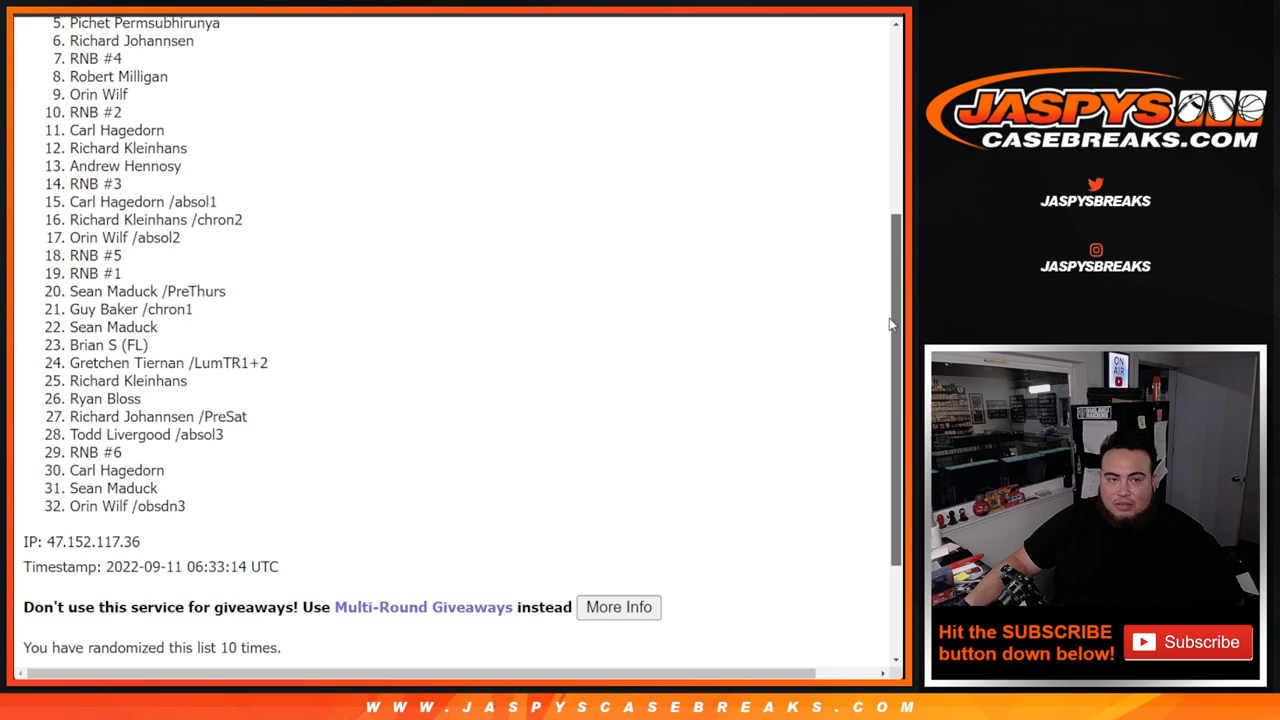 5. Pichet Permsubhirunya
6. Richard Johannsen
7. RNB #4
8. Robert Milligan
9. Orin Wilf
10. RNB #2
11. Carl Hagedorn
12. Richard Kleinhans
13. Andrew Hennosy
14. RNB #3
15. Carl Hagedorn /absol1
16. Richard Kleinhans /chron2
17. Orin Wilf /absol2
18. RNB #5
19. RNB #1
20. Sean Maduck /PreThurs
21. Guy Baker /chron1
22. Sean Maduck
23. Brian S (FL)
24. Gretchen Tiernan /LumTR1+2
25. Richard Kleinhans
26. Ryan Bloss
27. Richard Johannsen /PreSat
28. Todd Livergood /absol3
29. RNB #6
30. Carl Hagedorn
31. Sean Maduck
32. Orin Wilf /obsdn3
IP: 47.152.117.36
Timestamp: 2022-09-11 06:33:14 UTC
Don't use this service for giveaways! Use Multi-Round Giveaways instead More Info
You have randomized this list 10 times.
JASPYS
CASEBREAKS.COM
JASPYSBREAKS
JASPYSBREAKS
ON
AIR
Hit the SUBSCRIBE
button down below!
Subscribe
WWW.JASPYSCASEBREAKS.COM